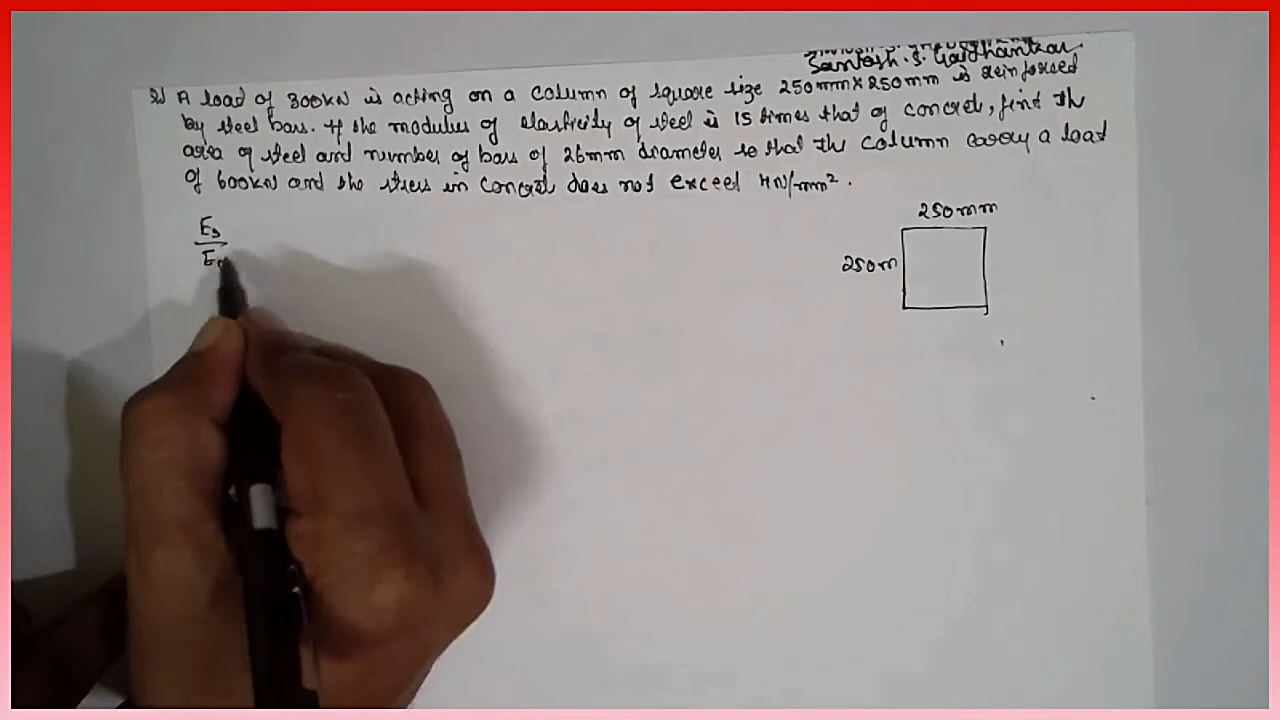 Santosh.S.
Q) A load of 300kN is acting on a column of square size 250mm×250mm is reinforced
by steel bars. If the modulus of elasticity of steel is 15 times that of concrete, find the
area of steel and number of bars of 26mm diameter so that the column carry a load
of 600kN and the stress in concrete does not exceed 4N/mm².
250mm
250m
Es
E